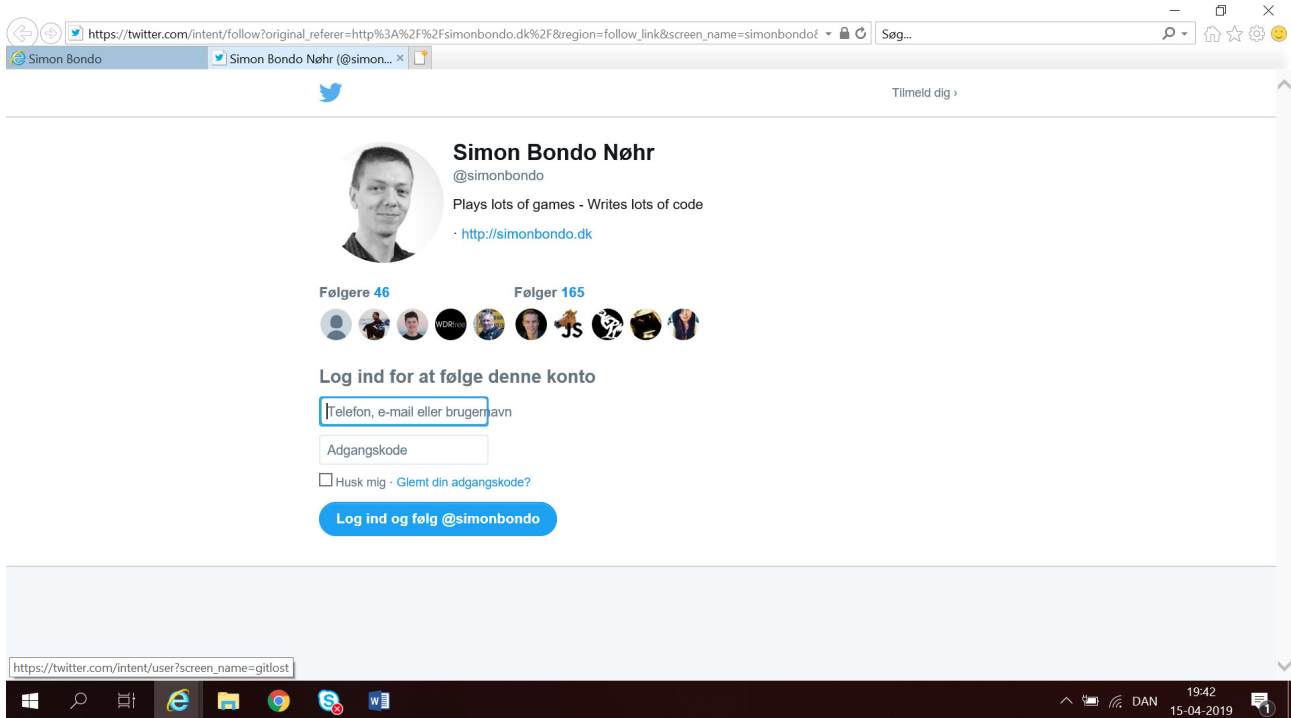 https://twitter.com/intent/follow?original_referer=http%3A%2F%2Fsimonbondo.dk%2F&region=follow_link&screen_name=simonbondo
Søg...
Simon Bondo
Simon Bondo Nøhr (@simon...
Tilmeld dig ›
Simon Bondo Nøhr
@simonbondo
Plays lots of games - Writes lots of code
· http://simonbondo.dk
Følgere 46
Følger 165
WDRfree
JS
Log ind for at følge denne konto
Telefon, e-mail eller brugernavn
Adgangskode
Husk mig · Glemt din adgangskode?
Log ind og følg @simonbondo
https://twitter.com/intent/user?screen_name=gitlost
DAN
19:42
15-04-2019
1